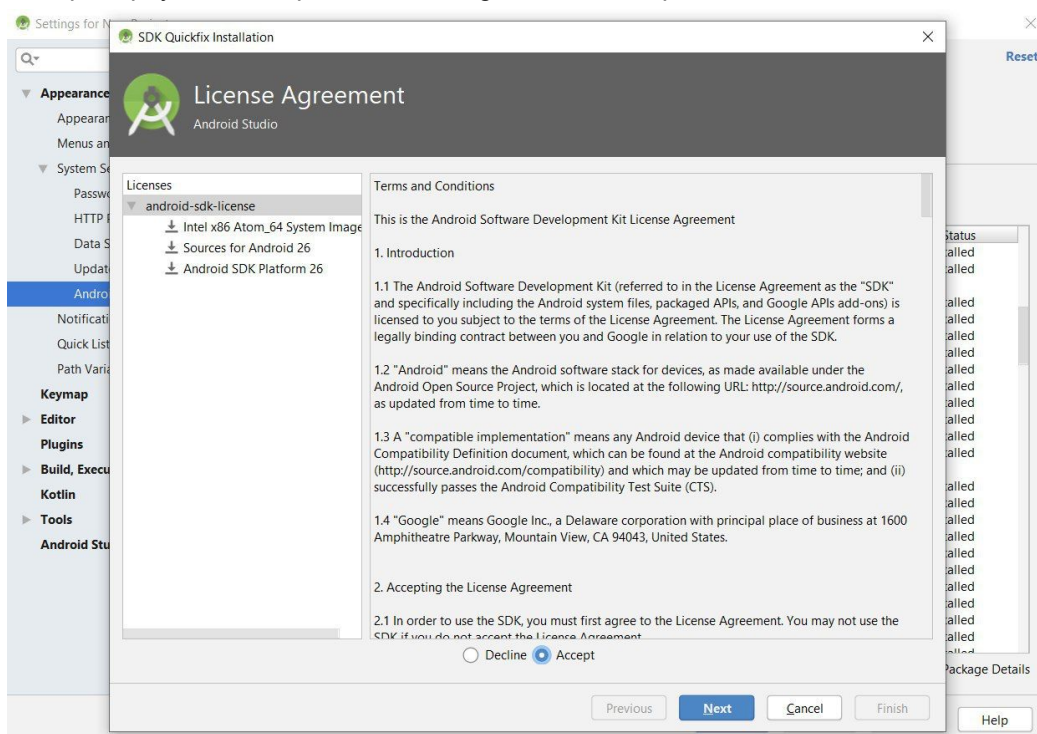 Settings for N
SDK Quickfix Installation
License Agreement
Android Studio
Reset
Appearance
Menus an
System Se
HTTP
Data S
Keymap
Editor
Plugins
Build, Execu
Kotlin
Tools
Android Stu
Licenses
android-sdk-license
Intel x86 Atom_64 System Image
Sources for Android 26
Android SDK Platform 26
Terms and Conditions
This is the Android Software Development Kit License Agreement
1. Introduction
1.1 The Android Software Development Kit (referred to in the License Agreement as the "SDK"
and specifically including the Android system files, packaged APIs, and Google APIs add-ons) is
licensed to you subject to the terms of the License Agreement. The License Agreement forms a
legally binding contract between you and Google in relation to your use of the SDK.
1.2 "Android" means the Android software stack for devices, as made available under the
Android Open Source Project, which is located at the following URL: http://source.android.com/,
as updated from time to time.
1.3 A "compatible implementation" means any Android device that (i) complies with the Android
Compatibility Definition document, which can be found at the Android compatibility website
(http://source.android.com/compatibility) and which may be updated from time to time; and (ii)
successfully passes the Android Compatibility Test Suite (CTS).
1.4 "Google" means Google Inc., a Delaware corporation with principal place of business at 1600
Amphitheatre Parkway, Mountain View, CA 94043, United States.
2. Accepting the License Agreement
2.1 In order to use the SDK, you must first agree to the License Agreement. You may not use the
SDK if you do not accept the License Agreement.
Status
Package Details
Decline Accept
Previous Next Cancel Finish
Help